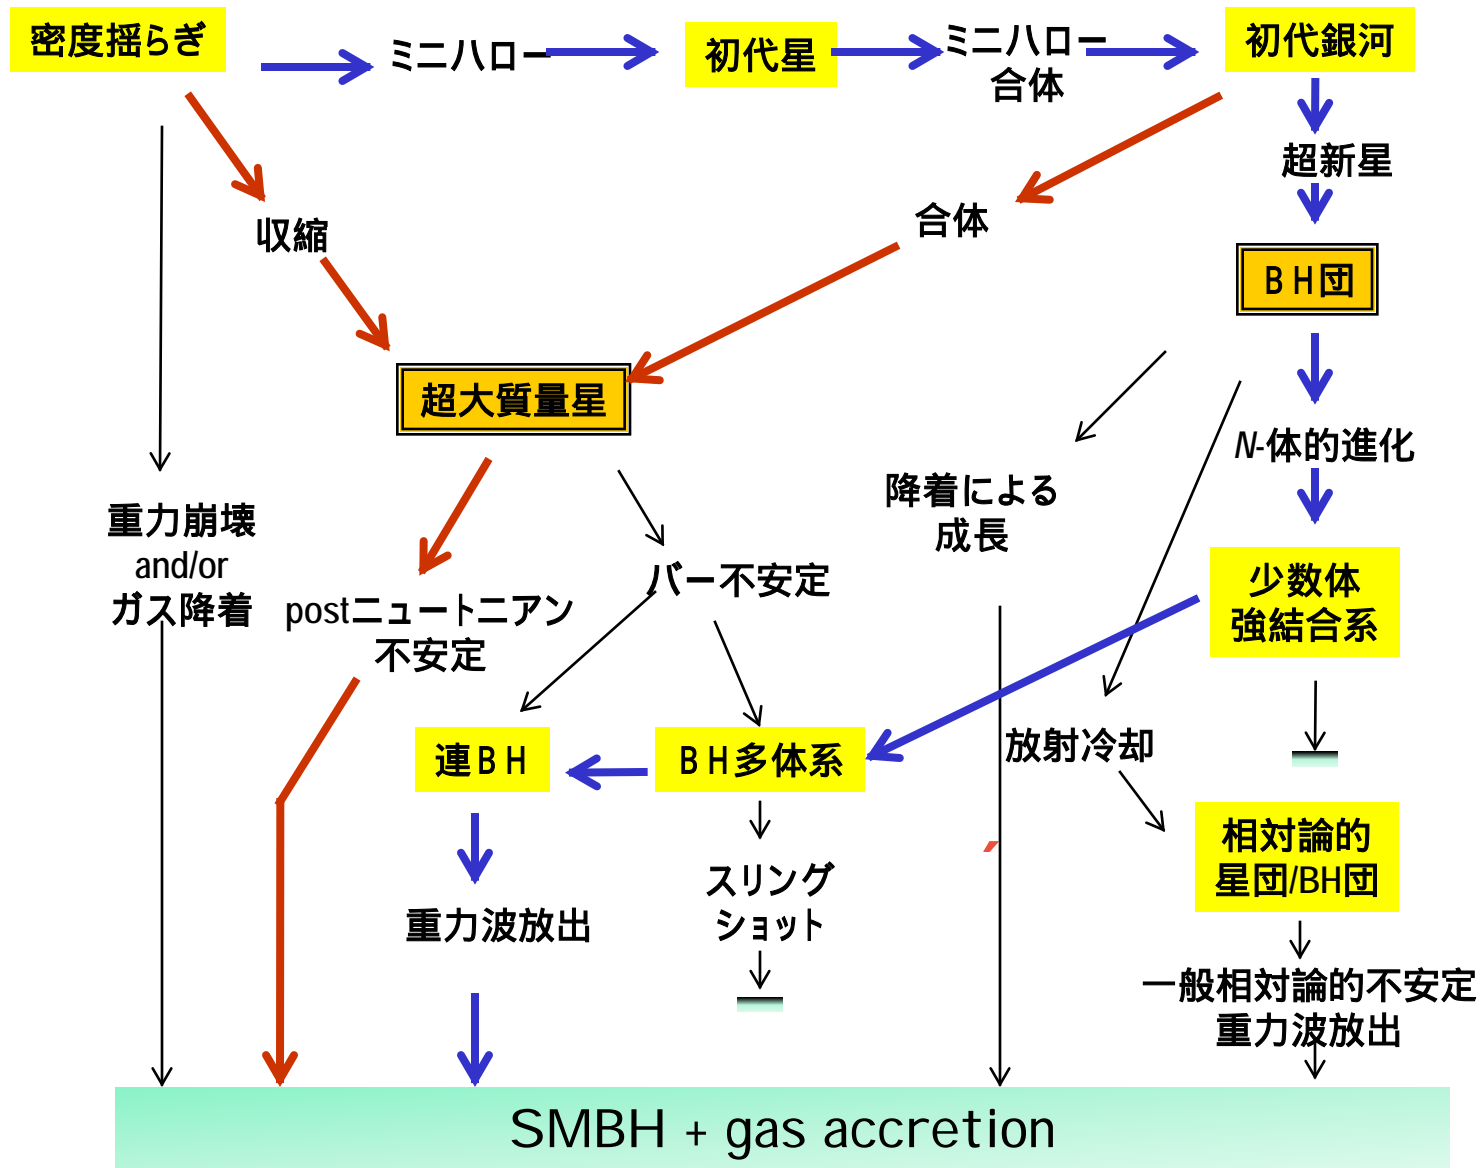 密度揺らぎ
ミニハロー
初代星
ミニハロー
合体
初代銀河
超新星
収縮
合体
ＢＨ団
超大質量星
N-体的進化
降着による
成長
重力崩壊
and/or
ガス降着
postニュートニアン
不安定
バー不安定
少数体
強結合系
連ＢＨ
ＢＨ多体系
放射冷却
相対論的
星団/BH団
重力波放出
スリング
ショット
一般相対論的不安定
重力波放出
SMBH + gas accretion